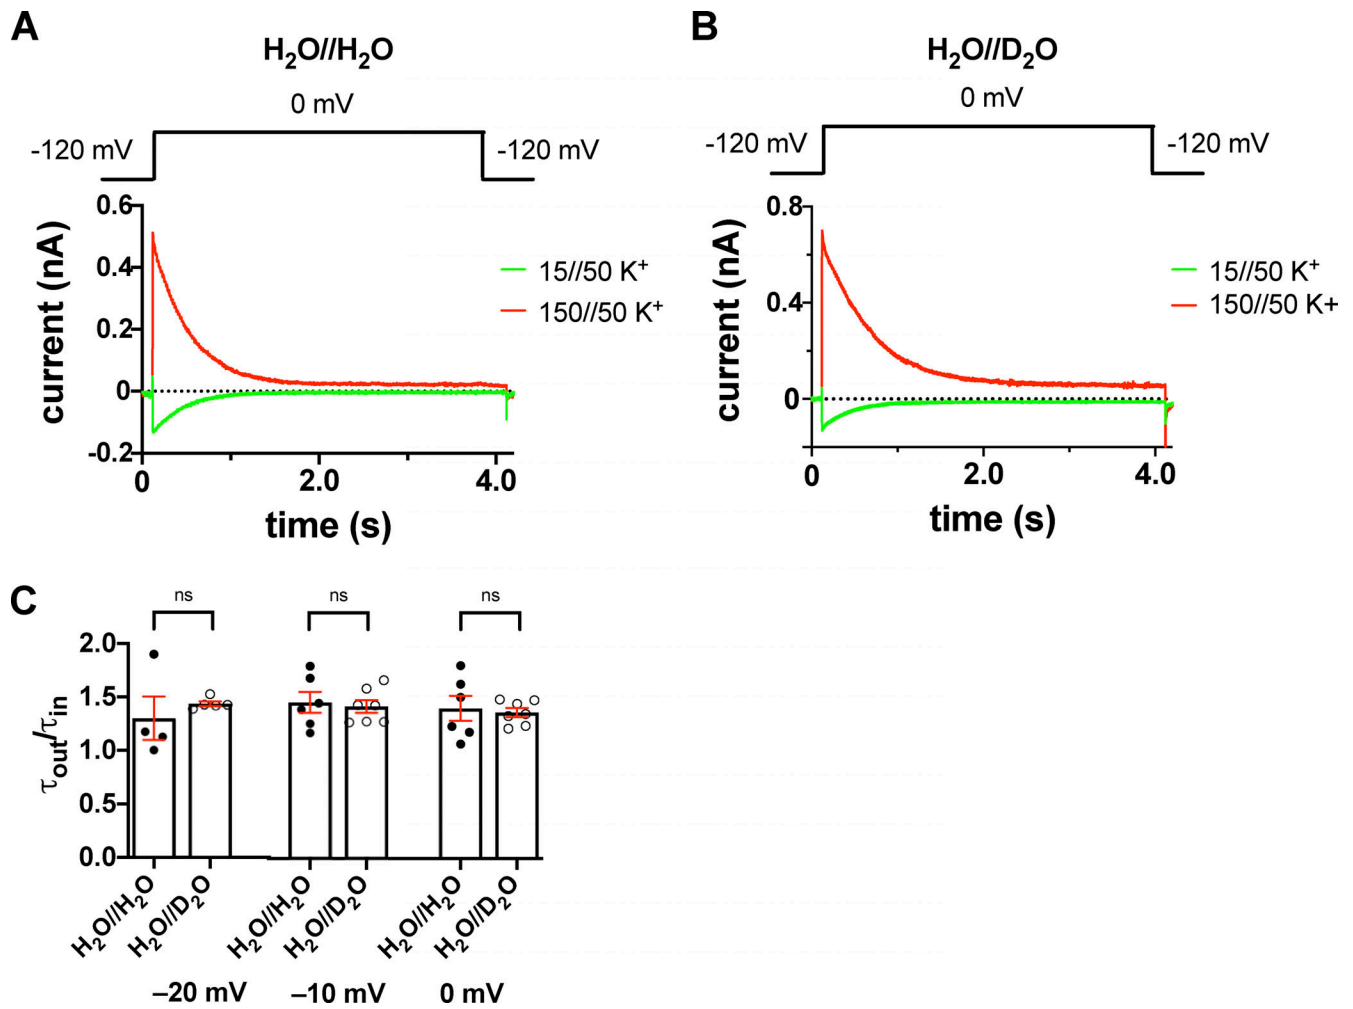 A
H₂O//H₂O
0 mV
-120 mV
-120 mV
0.6
0.4
0.2
0
-0.2
current (nA)
15//50 K⁺
150//50 K⁺
0
2.0
4.0
time (s)
B
H₂O//D₂O
0 mV
-120 mV
-120 mV
0.8
0.4
0
current (nA)
15//50 K⁺
150//50 K+
0
2.0
4.0
time (s)
C
ns
ns
ns
2.0
1.5
1.0
0.5
0.0
τout/τin
H₂O//H₂O
H₂O//D₂O
H₂O//H₂O
H₂O//D₂O
H₂O//H₂O
H₂O//D₂O
–20 mV
–10 mV
0 mV